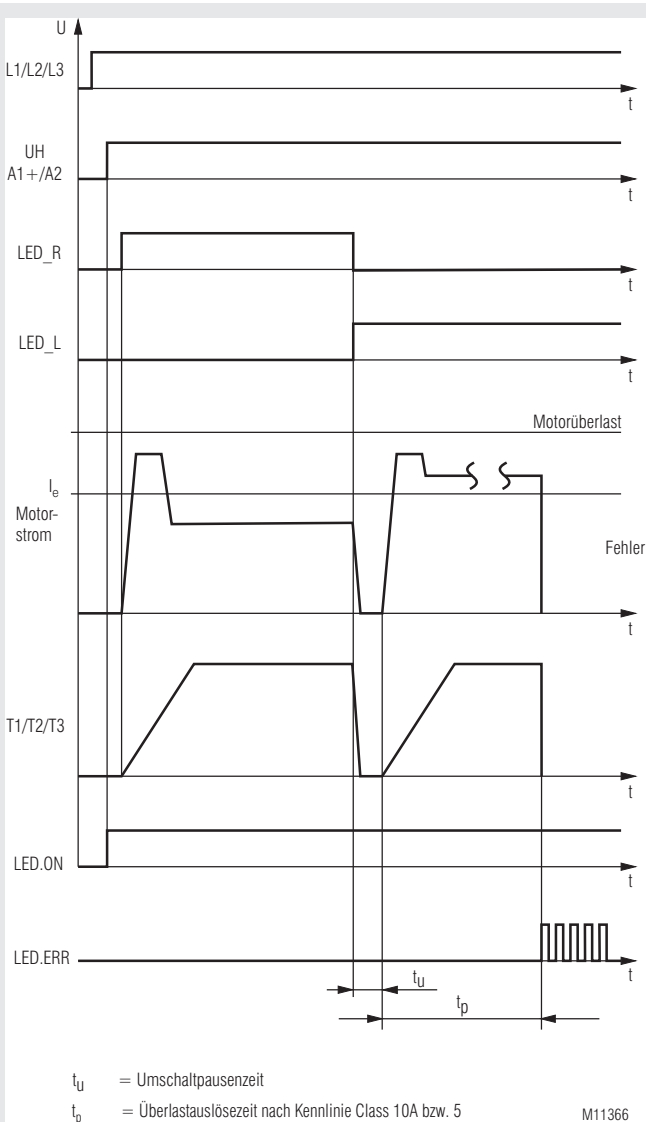 U
L1/L2/L3
t
UH
A1+/A2
t
LED_R
t
LED_L
t
Motorüberlast
Ie
Motor-
strom
Fehler
t
T1/T2/T3
t
LED.ON
t
LED.ERR
t
tu
tp
tu = Umschaltpausenzeit
tp = Überlastauslösezeit nach Kennlinie Class 10A bzw. 5
M11366